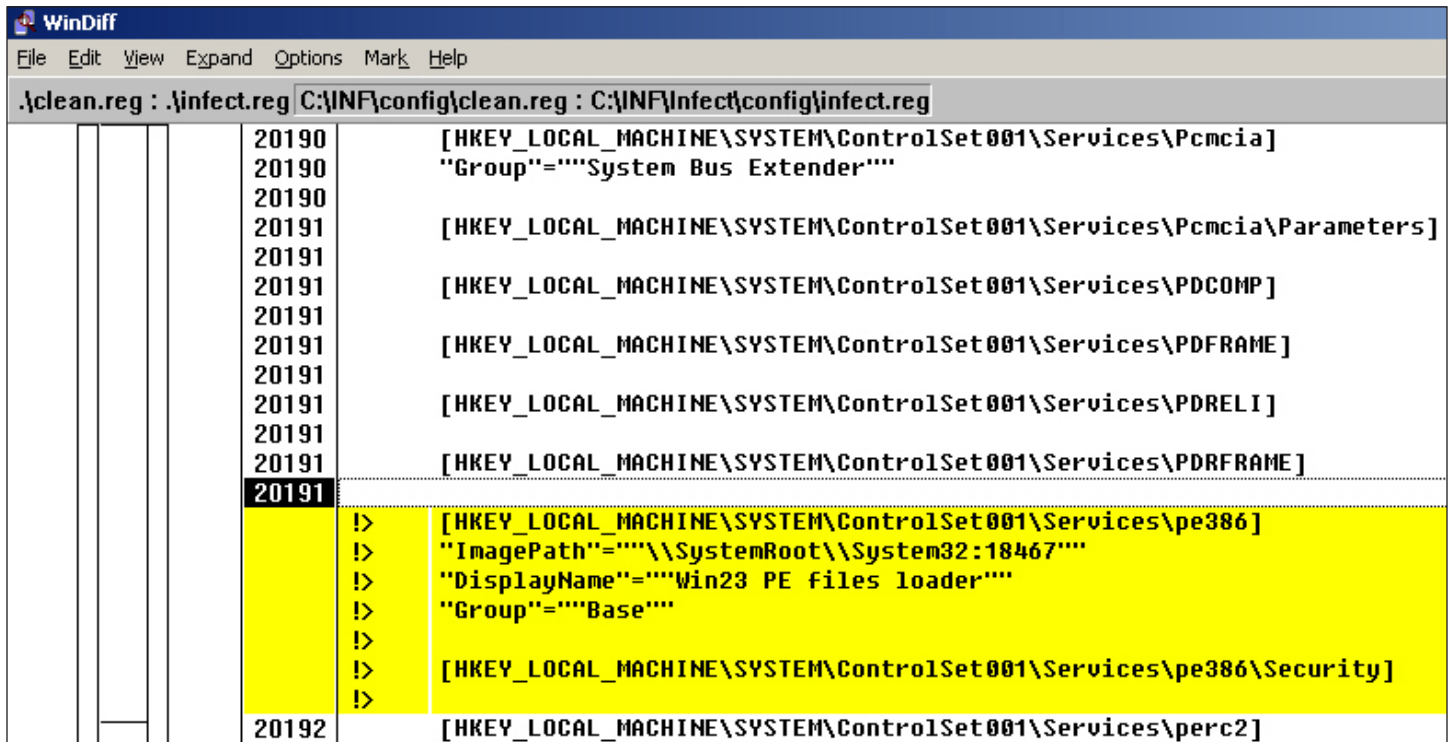 WinDiff
File Edit View Expand Options Mark Help
.\clean.reg : .\infect.reg C:\INF\config\clean.reg : C:\INF\Infect\config\infect.reg
20190 [HKEY_LOCAL_MACHINE\SYSTEM\ControlSet001\Services\Pcmcia]
20190 "Group"=""System Bus Extender""
20190
20191 [HKEY_LOCAL_MACHINE\SYSTEM\ControlSet001\Services\Pcmcia\Parameters]
20191
20191 [HKEY_LOCAL_MACHINE\SYSTEM\ControlSet001\Services\PDCOMP]
20191
20191 [HKEY_LOCAL_MACHINE\SYSTEM\ControlSet001\Services\PDFRAME]
20191
20191 [HKEY_LOCAL_MACHINE\SYSTEM\ControlSet001\Services\PDRELI]
20191
20191 [HKEY_LOCAL_MACHINE\SYSTEM\ControlSet001\Services\PDRFRAME]
20191
!> [HKEY_LOCAL_MACHINE\SYSTEM\ControlSet001\Services\pe386]
!> "ImagePath"=""\\SystemRoot\\System32:18467""
!> "DisplayName"=""Win23 PE files loader""
!> "Group"=""Base""
!>
!> [HKEY_LOCAL_MACHINE\SYSTEM\ControlSet001\Services\pe386\Security]
!>
20192 [HKEY_LOCAL_MACHINE\SYSTEM\ControlSet001\Services\perc2]